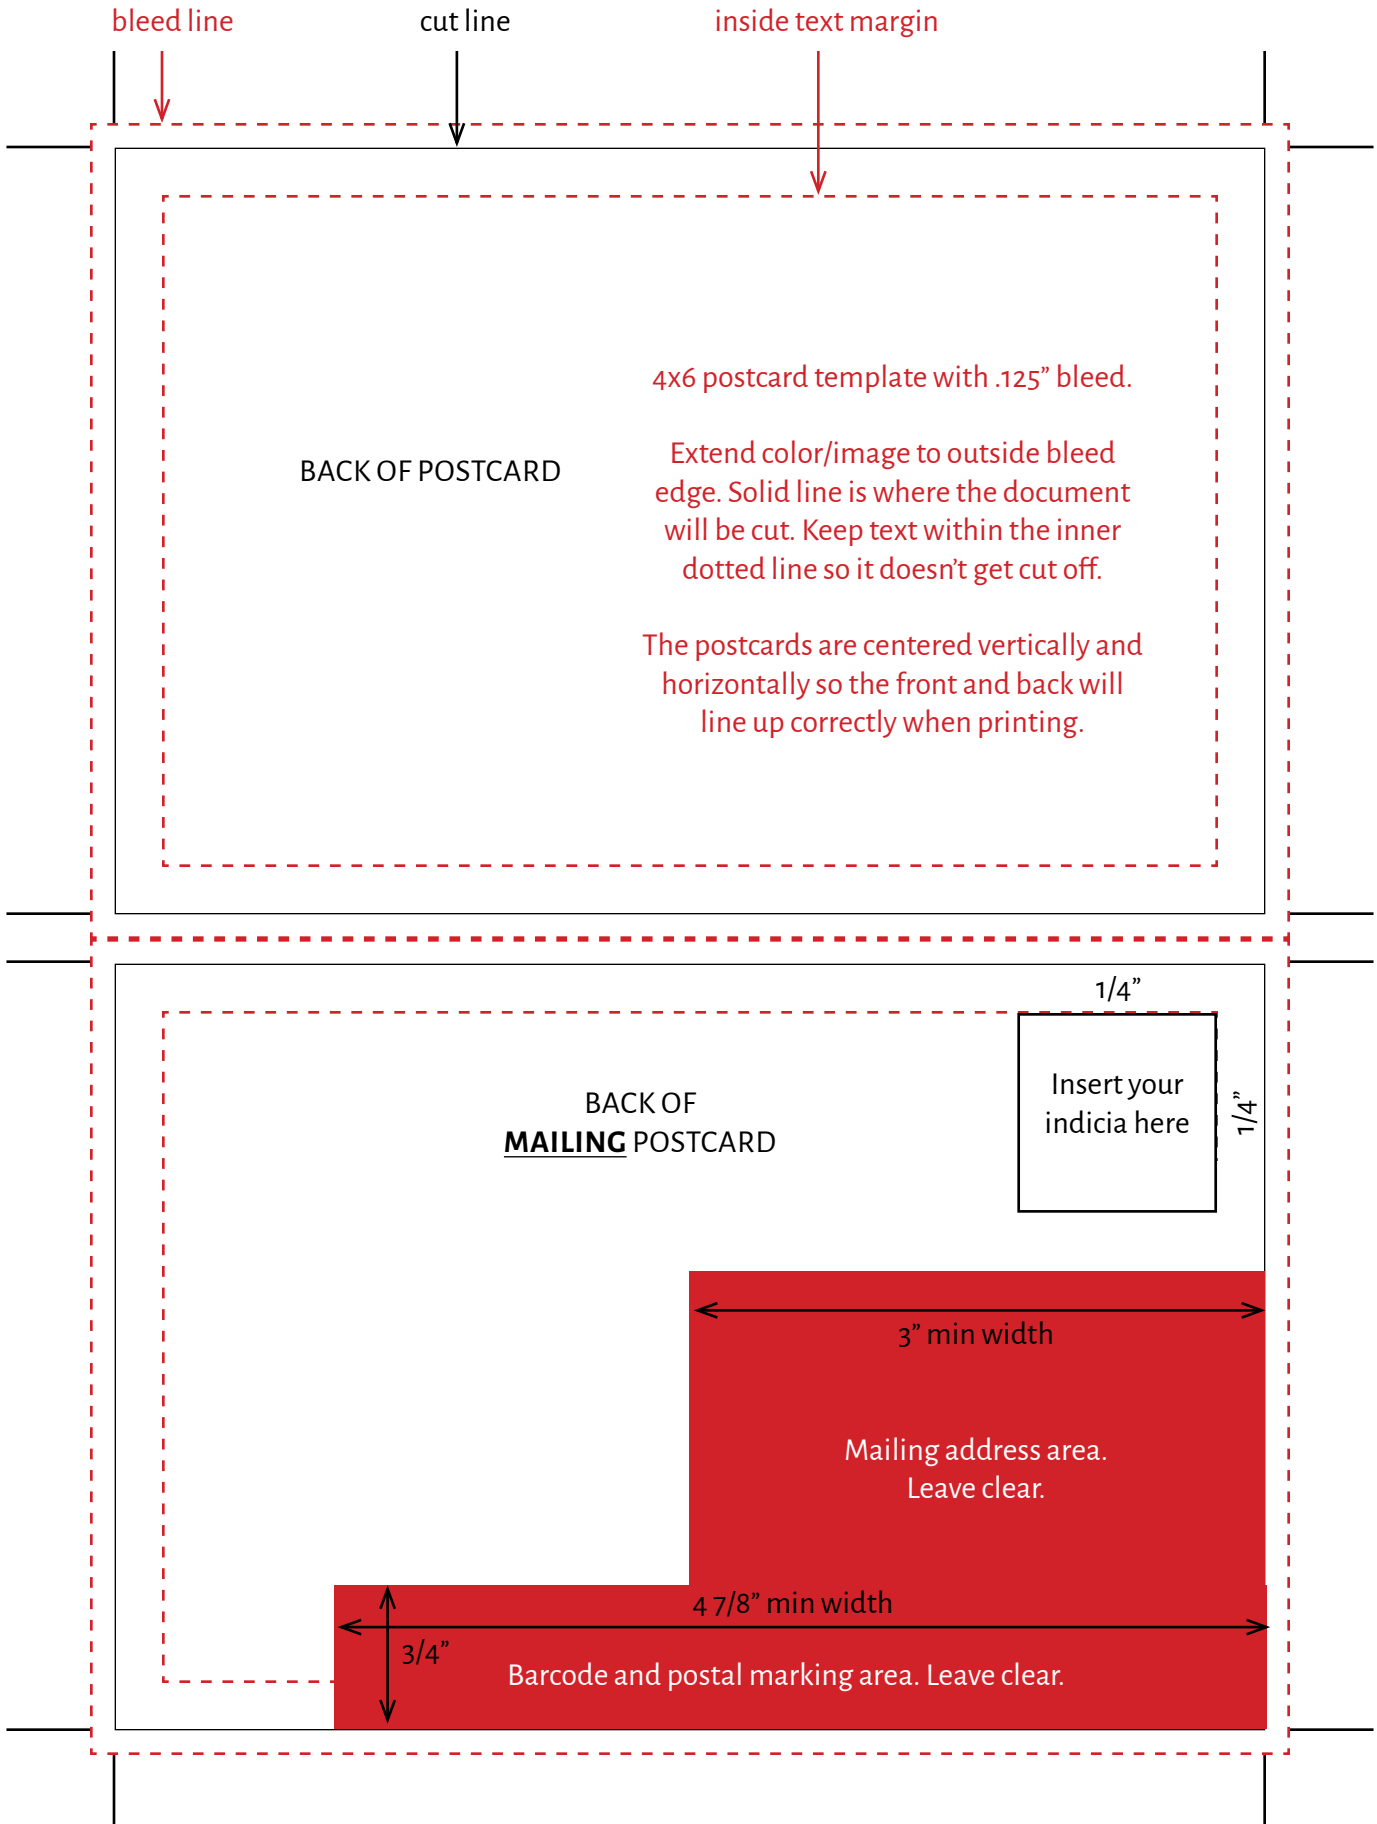 bleed line
cut line
inside text margin
4x6 postcard template with .125” bleed.
BACK OF POSTCARD
Extend color/image to outside bleed
edge. Solid line is where the document
will be cut. Keep text within the inner
dotted line so it doesn’t get cut off.
The postcards are centered vertically and
horizontally so the front and back will
line up correctly when printing.
1/4”
Insert your
indicia here
1/4”
BACK OF
MAILING POSTCARD
3” min width
Mailing address area.
Leave clear.
4 7/8” min width
3/4”
Barcode and postal marking area. Leave clear.